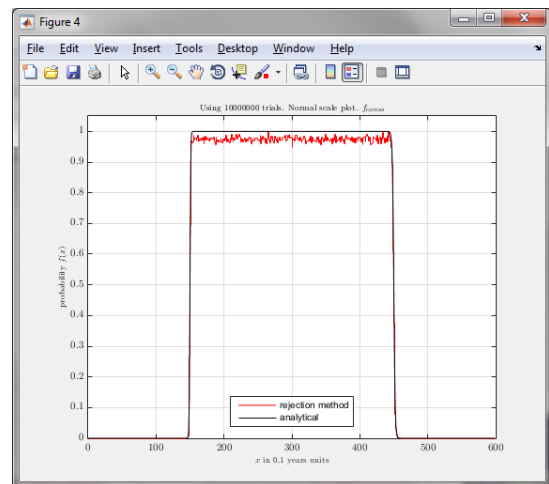 Figure 4
File Edit View Insert Tools Desktop Window Help
Using 10000000 trials. Normal scale plot. f_excess
1
0.9
0.8
0.7
0.6
0.5
0.4
0.3
0.2
0.1
0
probability f(x)
rejection method
analytical
0 100 200 300 400 500 600
x in 0.1 years units